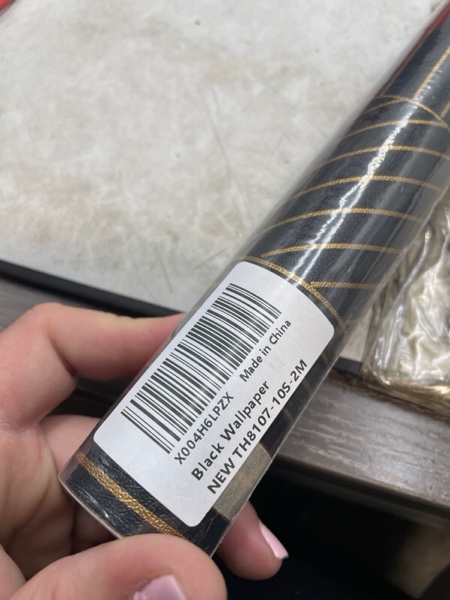 X004H6LPZX Made in China
Black Wallpaper
NEW TH8107-10S-2M